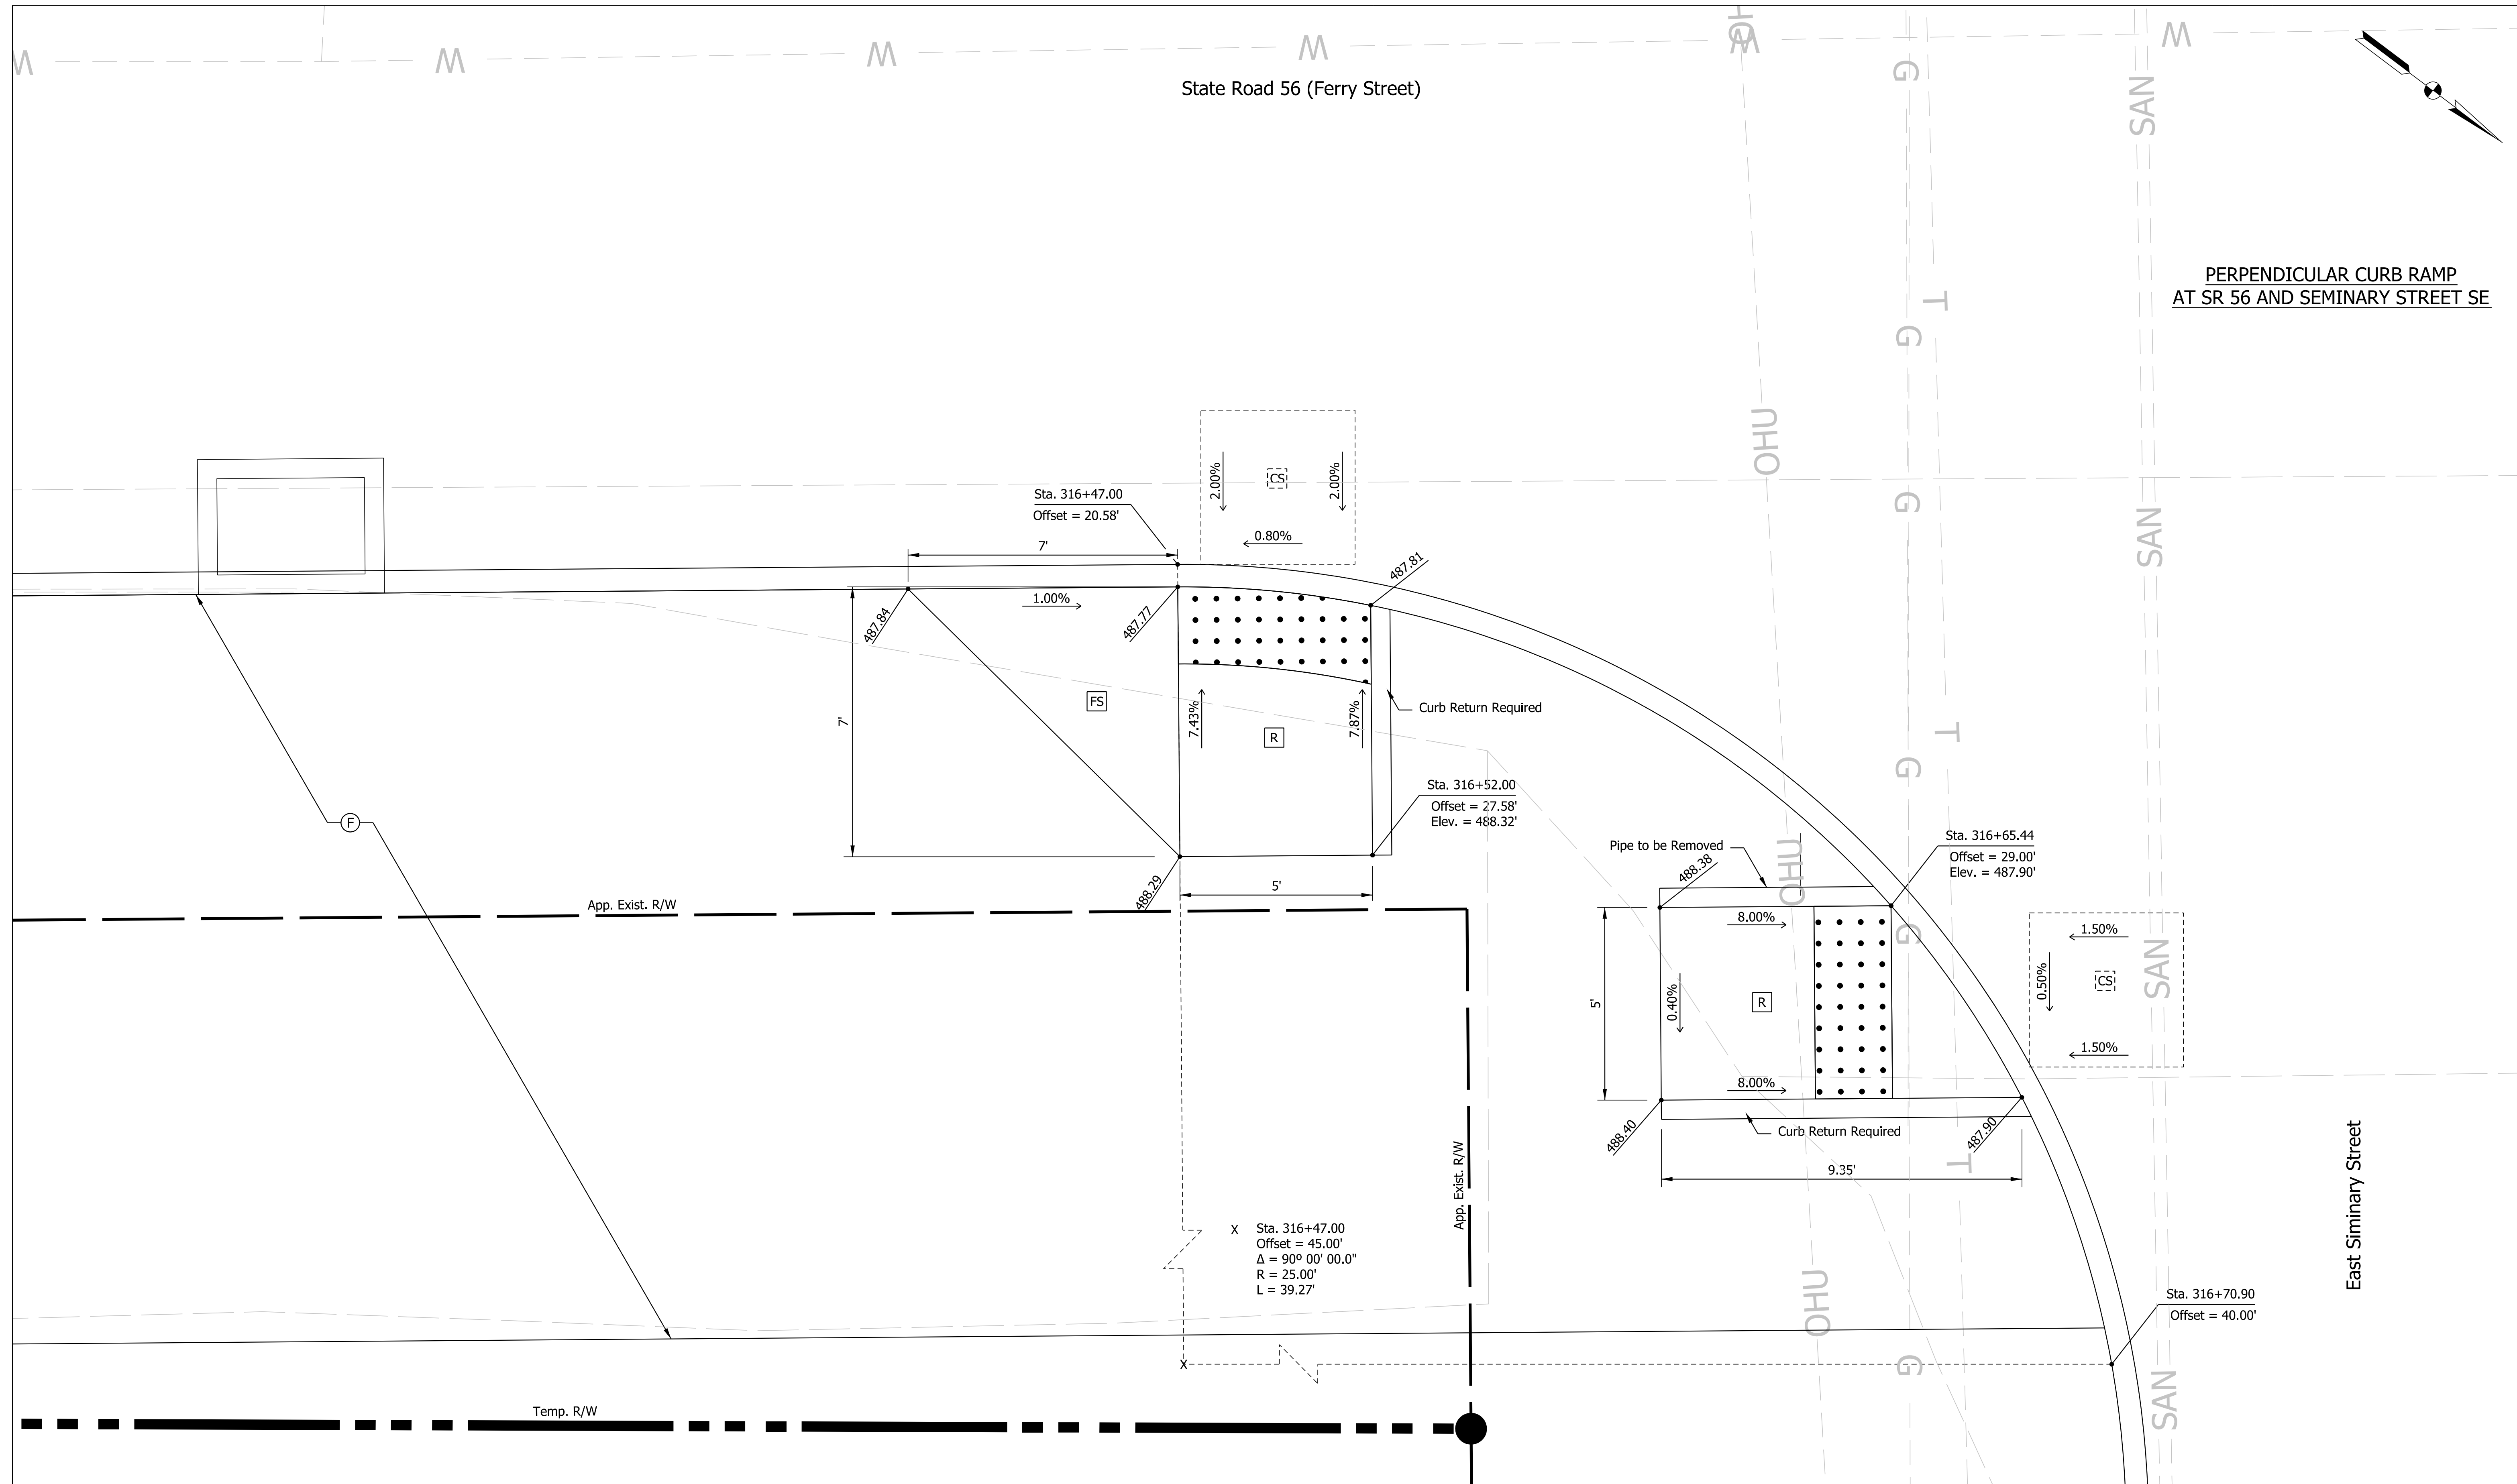 W
W
W
W
W
W
OHU
State Road 56 (Ferry Street)
G
SAN
PERPENDICULAR CURB RAMP
AT SR 56 AND SEMINARY STREET SE
T
G
OHU
CS
2.00%
2.00%
0.80%
Sta. 316+47.00
Offset = 20.58'
G
SAN
7'
487.81
1.00%
487.84
487.77
7'
FS
7.43%
R
7.87%
Curb Return Required
T
G
Sta. 316+52.00
Offset = 27.58'
Elev. = 488.32'
F
488.29
5'
App. Exist. R/W
Pipe to be Removed
488.38
OHU
Sta. 316+65.44
Offset = 29.00'
Elev. = 487.90'
8.00%
G
5'
0.40%
R
8.00%
1.50%
0.50%
CS
1.50%
SAN
488.40
Curb Return Required
487.90
9.35'
T
App. Exist. R/W
East Siminary Street
X
Sta. 316+47.00
Offset = 45.00'
Δ = 90º 00' 00.0"
R = 25.00'
L = 39.27'
OHU
Sta. 316+70.90
Offset = 40.00'
X
G
SAN
Temp. R/W